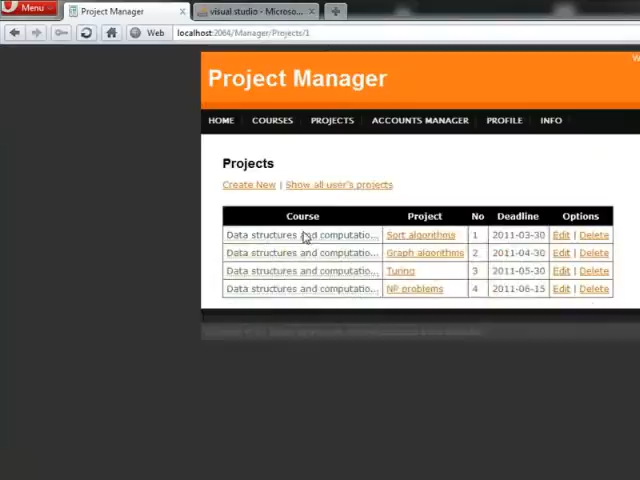 Menu
Project Manager
visual studio - Microso...
Web
localhost:2064/Manager/Projects/1
W
Project Manager
HOME COURSES PROJECTS ACCOUNTS MANAGER PROFILE INFO
Projects
Create New | Show all user's projects
Course Project No Deadline Options
Data structures and computatio... Sort algorithms 1 2011-03-30 Edit | Delete
Data structures and computatio... Graph algorithms 2 2011-04-30 Edit | Delete
Data structures and computatio... Turing 3 2011-05-30 Edit | Delete
Data structures and computatio... NP problems 4 2011-06-15 Edit | Delete